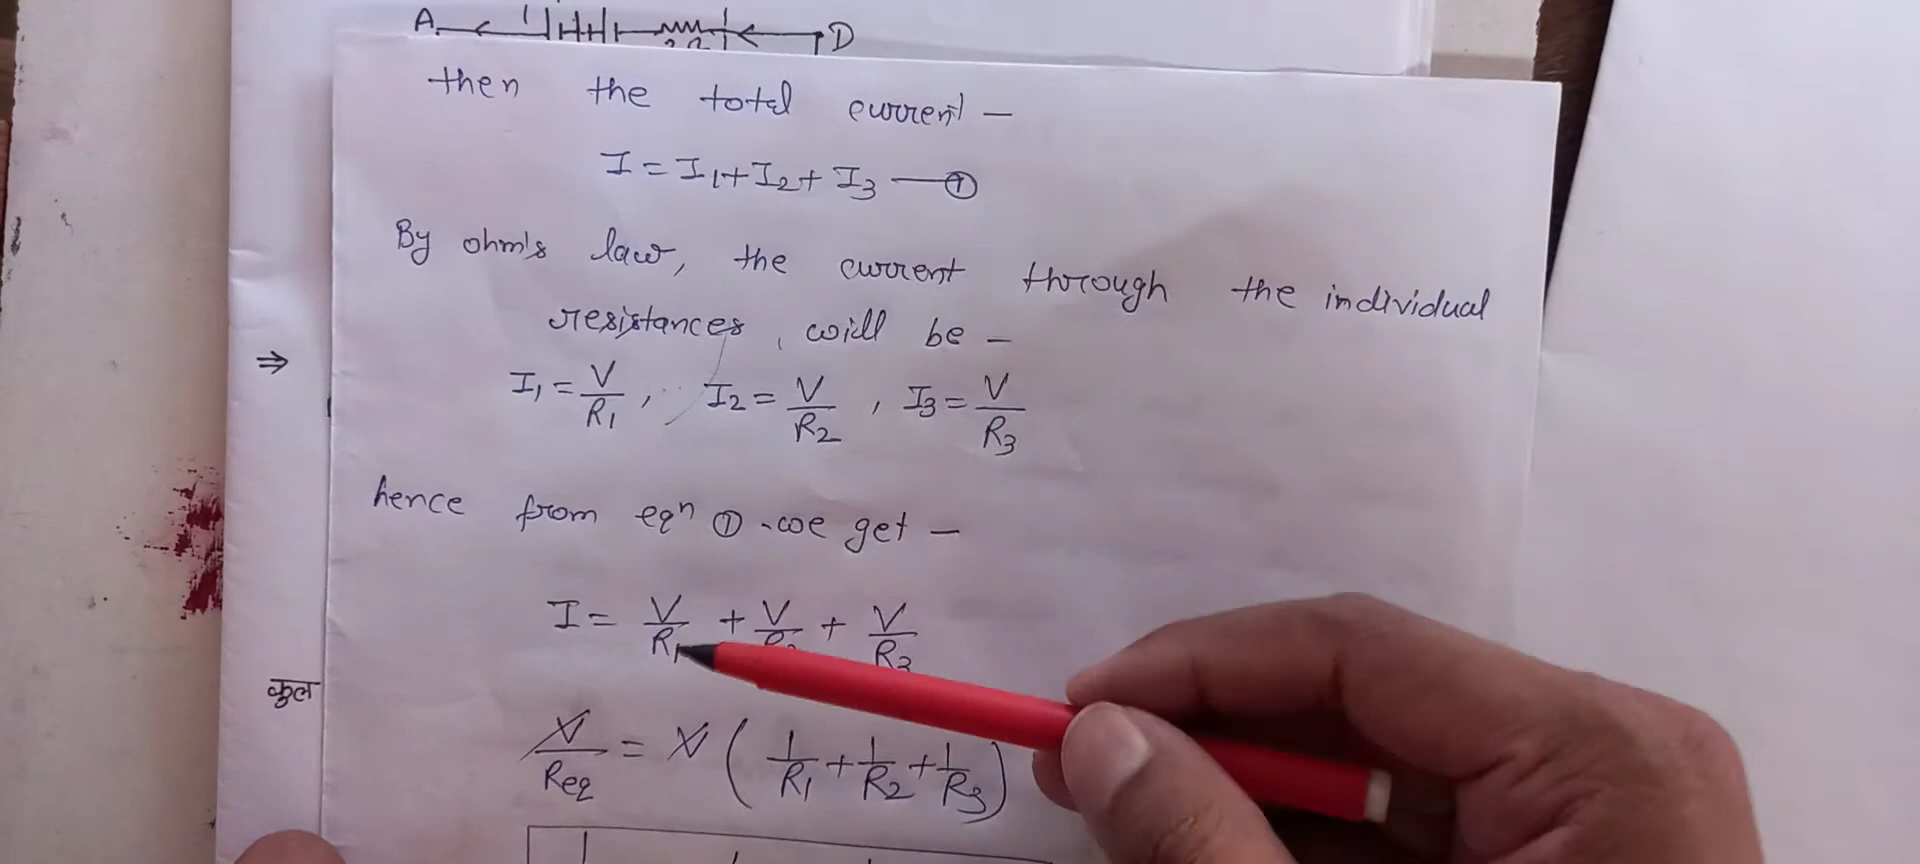 A D
then the total current —
I = I₁ + I₂ + I₃ — ①
By ohm's law, the current through the individual
resistances, will be —
⇒
I₁ = V/R₁ , I₂ = V/R₂ , I₃ = V/R₃
hence from eqⁿ ① we get —
I = V/R₁ + V/R₂ + V/R₃
कुल
V/Req = V ( 1/R₁ + 1/R₂ + 1/R₃ )